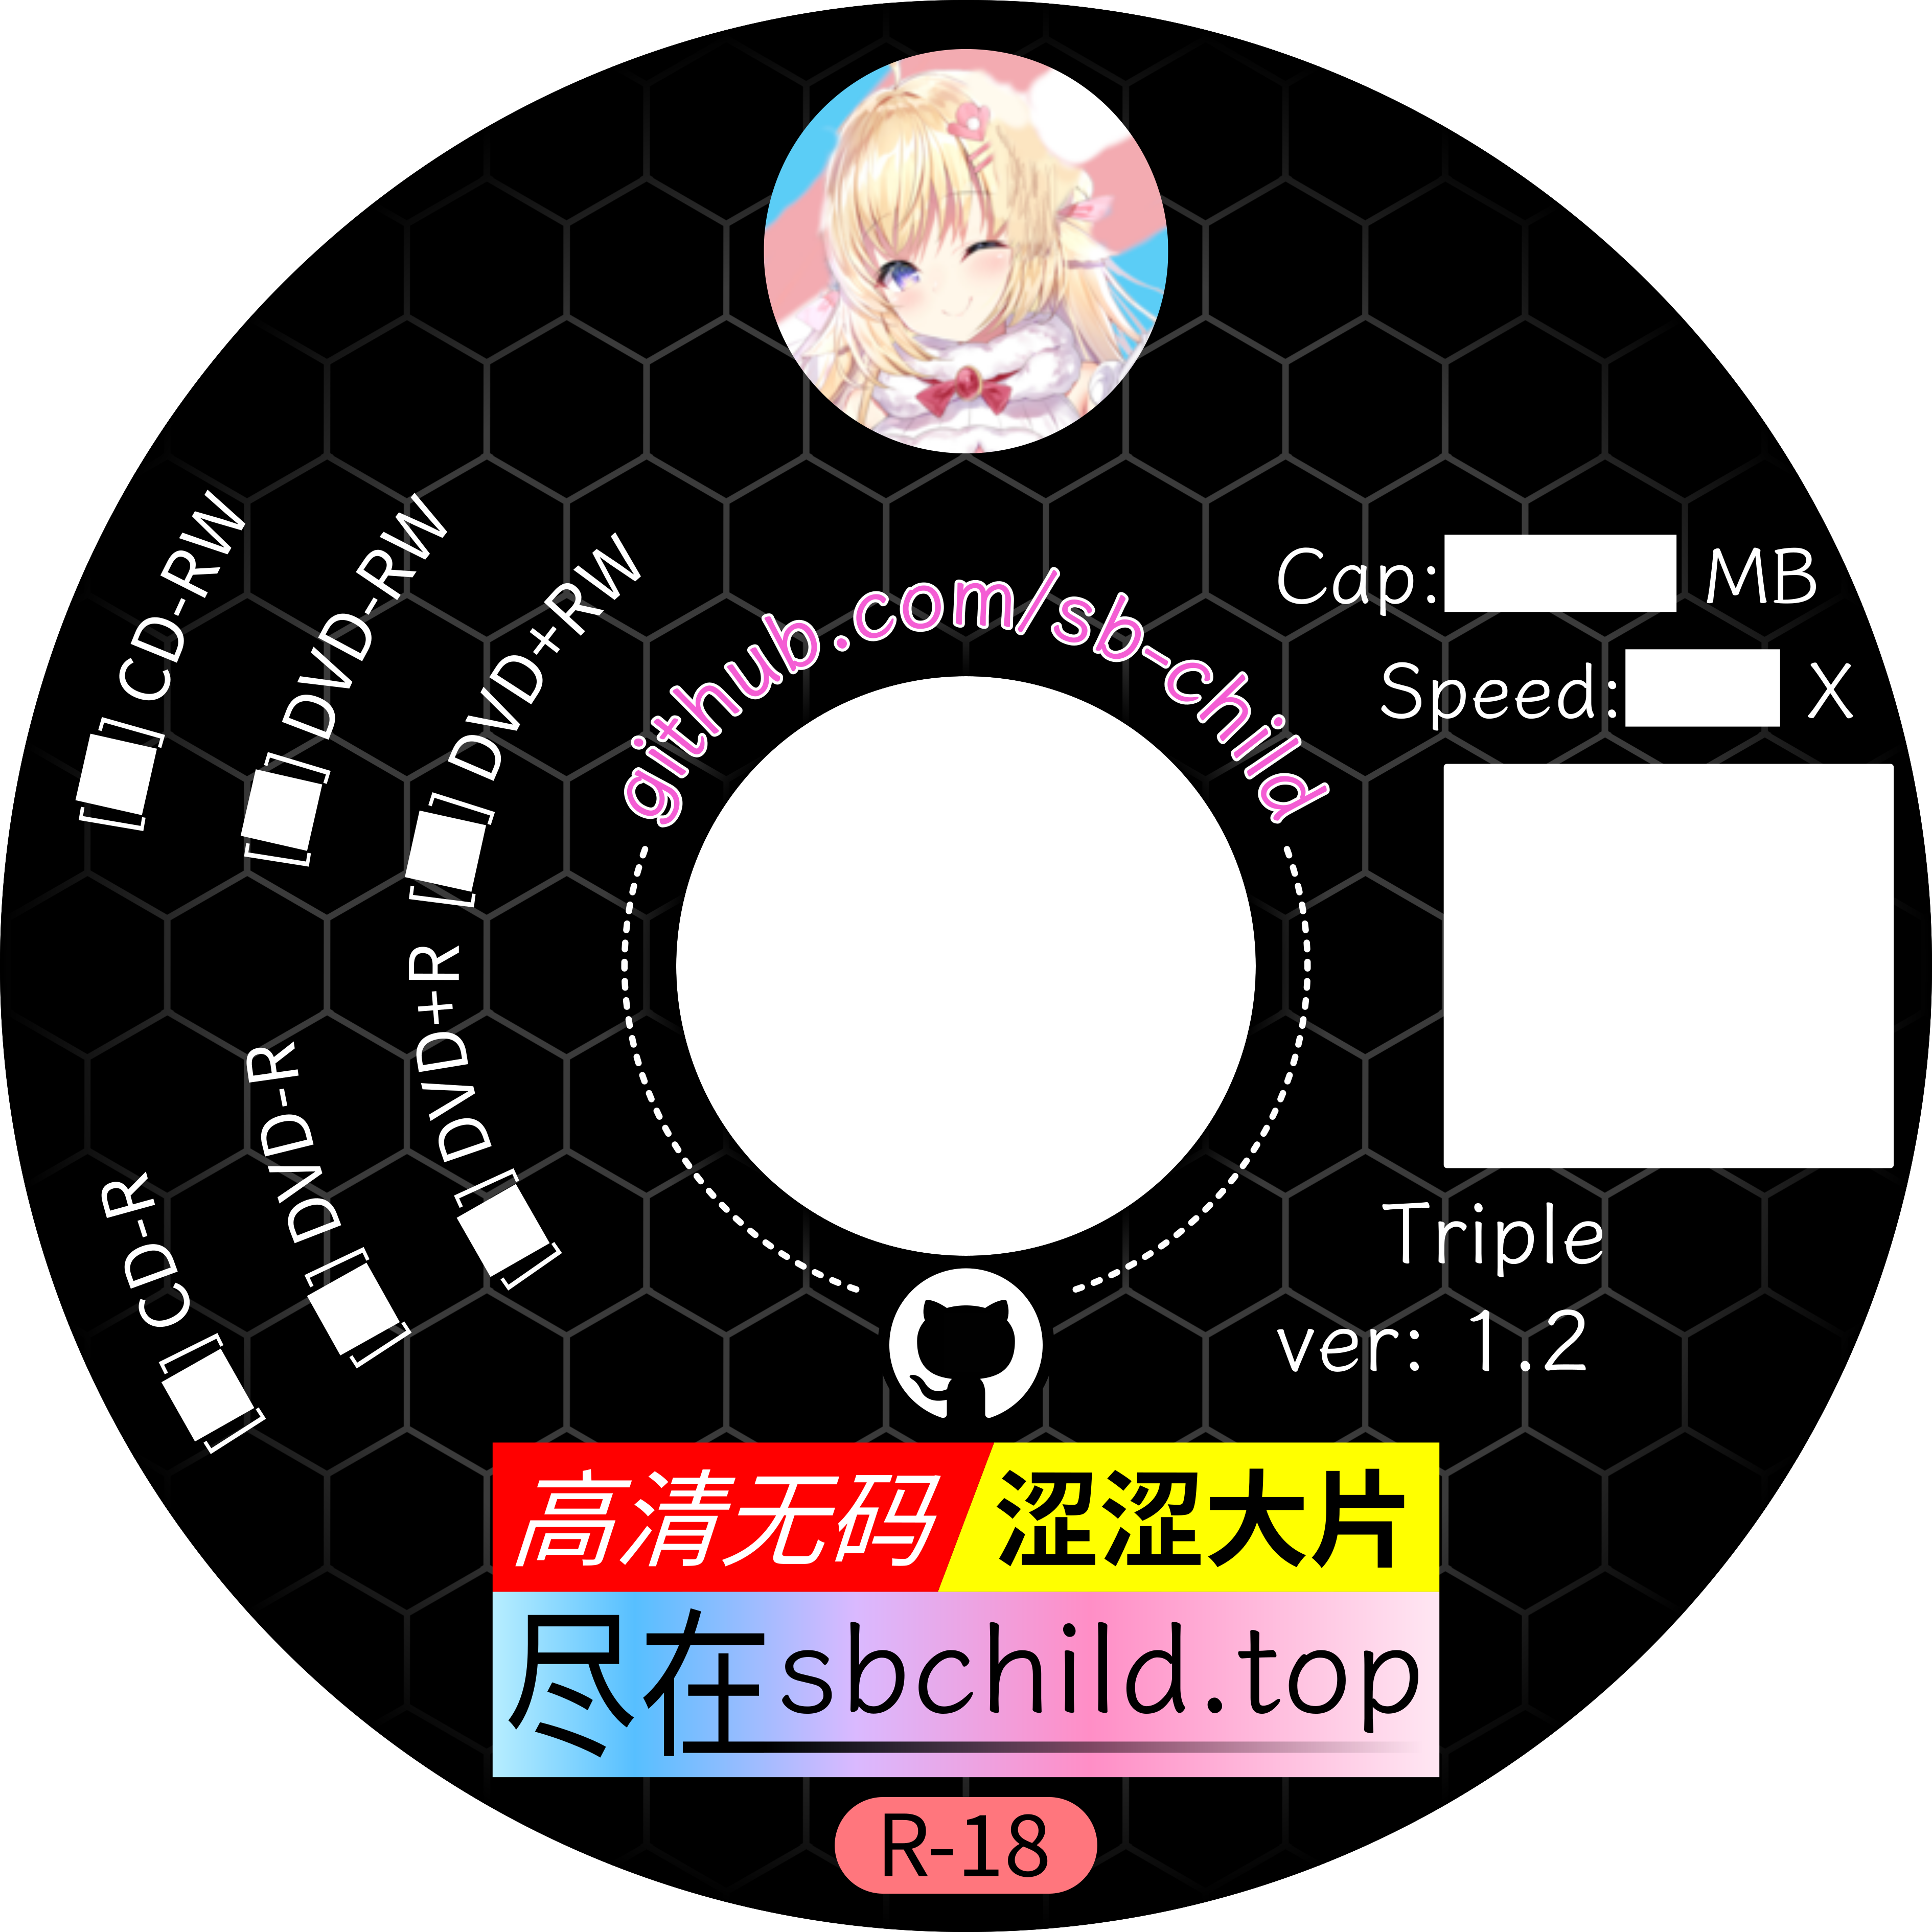 [ ] CD-RW
[ ] DVD-RW
[ ] DVD+RW
github.com/sb-child
Cap: MB
Speed: X
[ ] CD-R
[ ] DVD-R
[ ] DVD+R
Triple
ver: 1.2
高清无码 涩涩大片
尽在sbchild.top
R-18